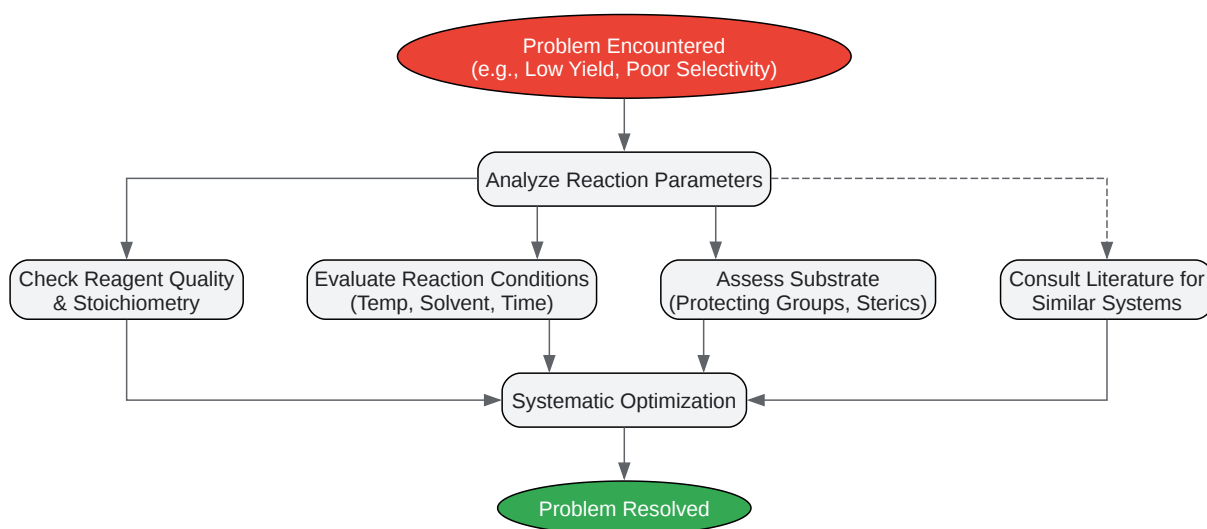 Problem Encountered
(e.g., Low Yield, Poor Selectivity)
Analyze Reaction Parameters
Check Reagent Quality
& Stoichiometry
Evaluate Reaction Conditions
(Temp, Solvent, Time)
Assess Substrate
(Protecting Groups, Sterics)
Consult Literature for
Similar Systems
Systematic Optimization
Problem Resolved